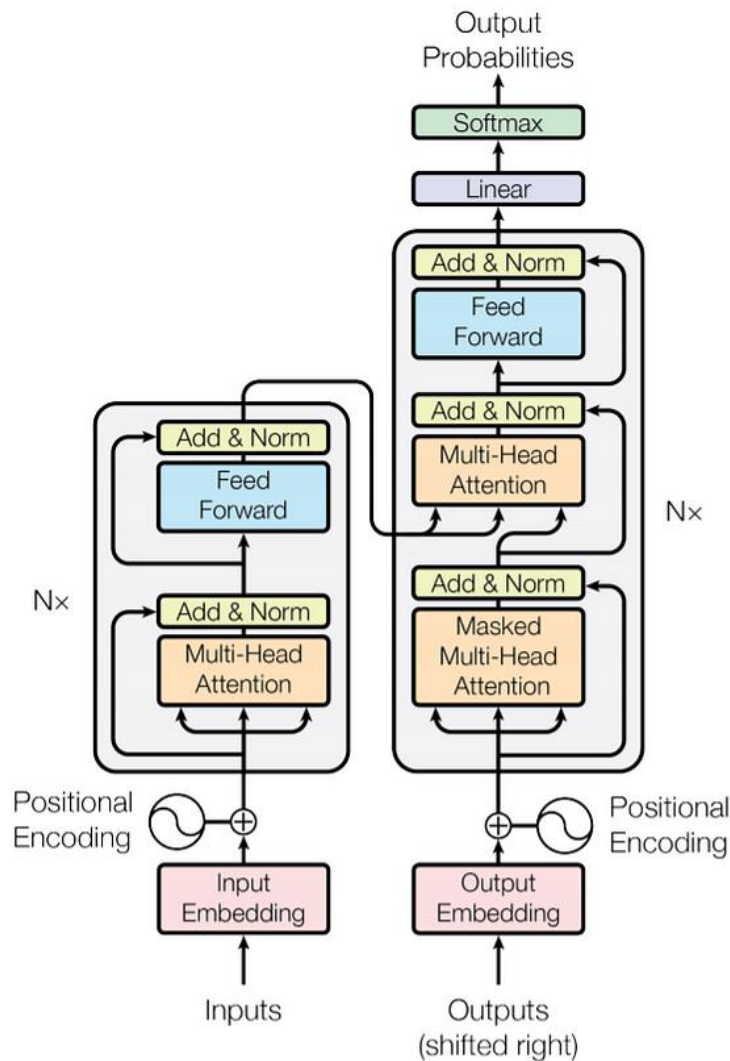 Output
Probabilities
Softmax
Linear
Add & Norm
Feed
Forward
Add & Norm
Multi-Head
Attention
Add & Norm
Masked
Multi-Head
Attention
Nx
Add & Norm
Feed
Forward
Add & Norm
Multi-Head
Attention
Nx
Positional
Encoding
Positional
Encoding
Input
Embedding
Output
Embedding
Inputs
Outputs
(shifted right)